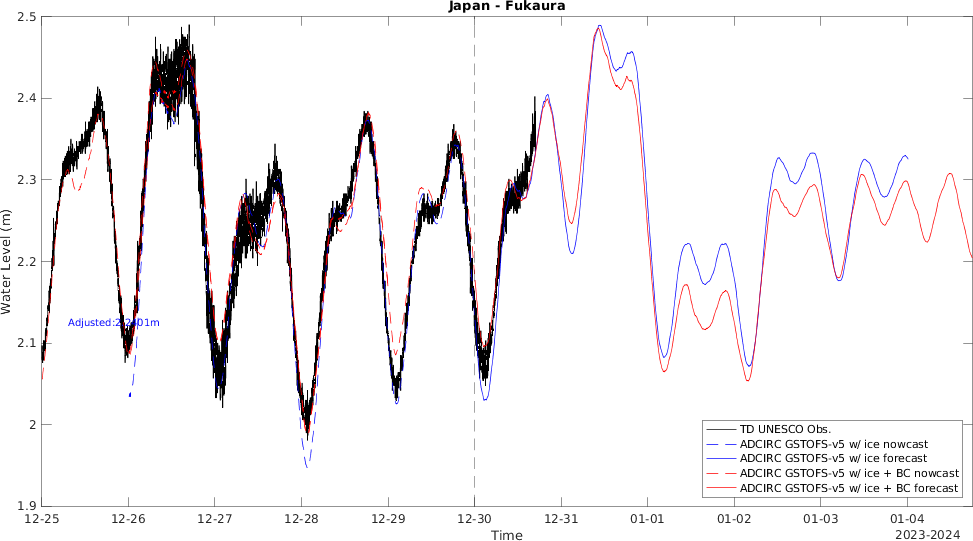 Japan - Fukaura
2.5
2.4
2.3
2.2
2.1
2
1.9
Water Level (m)
TD UNESCO Obs.
ADCIRC GSTOFS-v5 w/ ice nowcast
ADCIRC GSTOFS-v5 w/ ice forecast
ADCIRC GSTOFS-v5 w/ ice + BC nowcast
ADCIRC GSTOFS-v5 w/ ice + BC forecast
12-25 12-26 12-27 12-28 12-29 12-30 12-31 01-01 01-02 01-03 01-04
Time
2023-2024